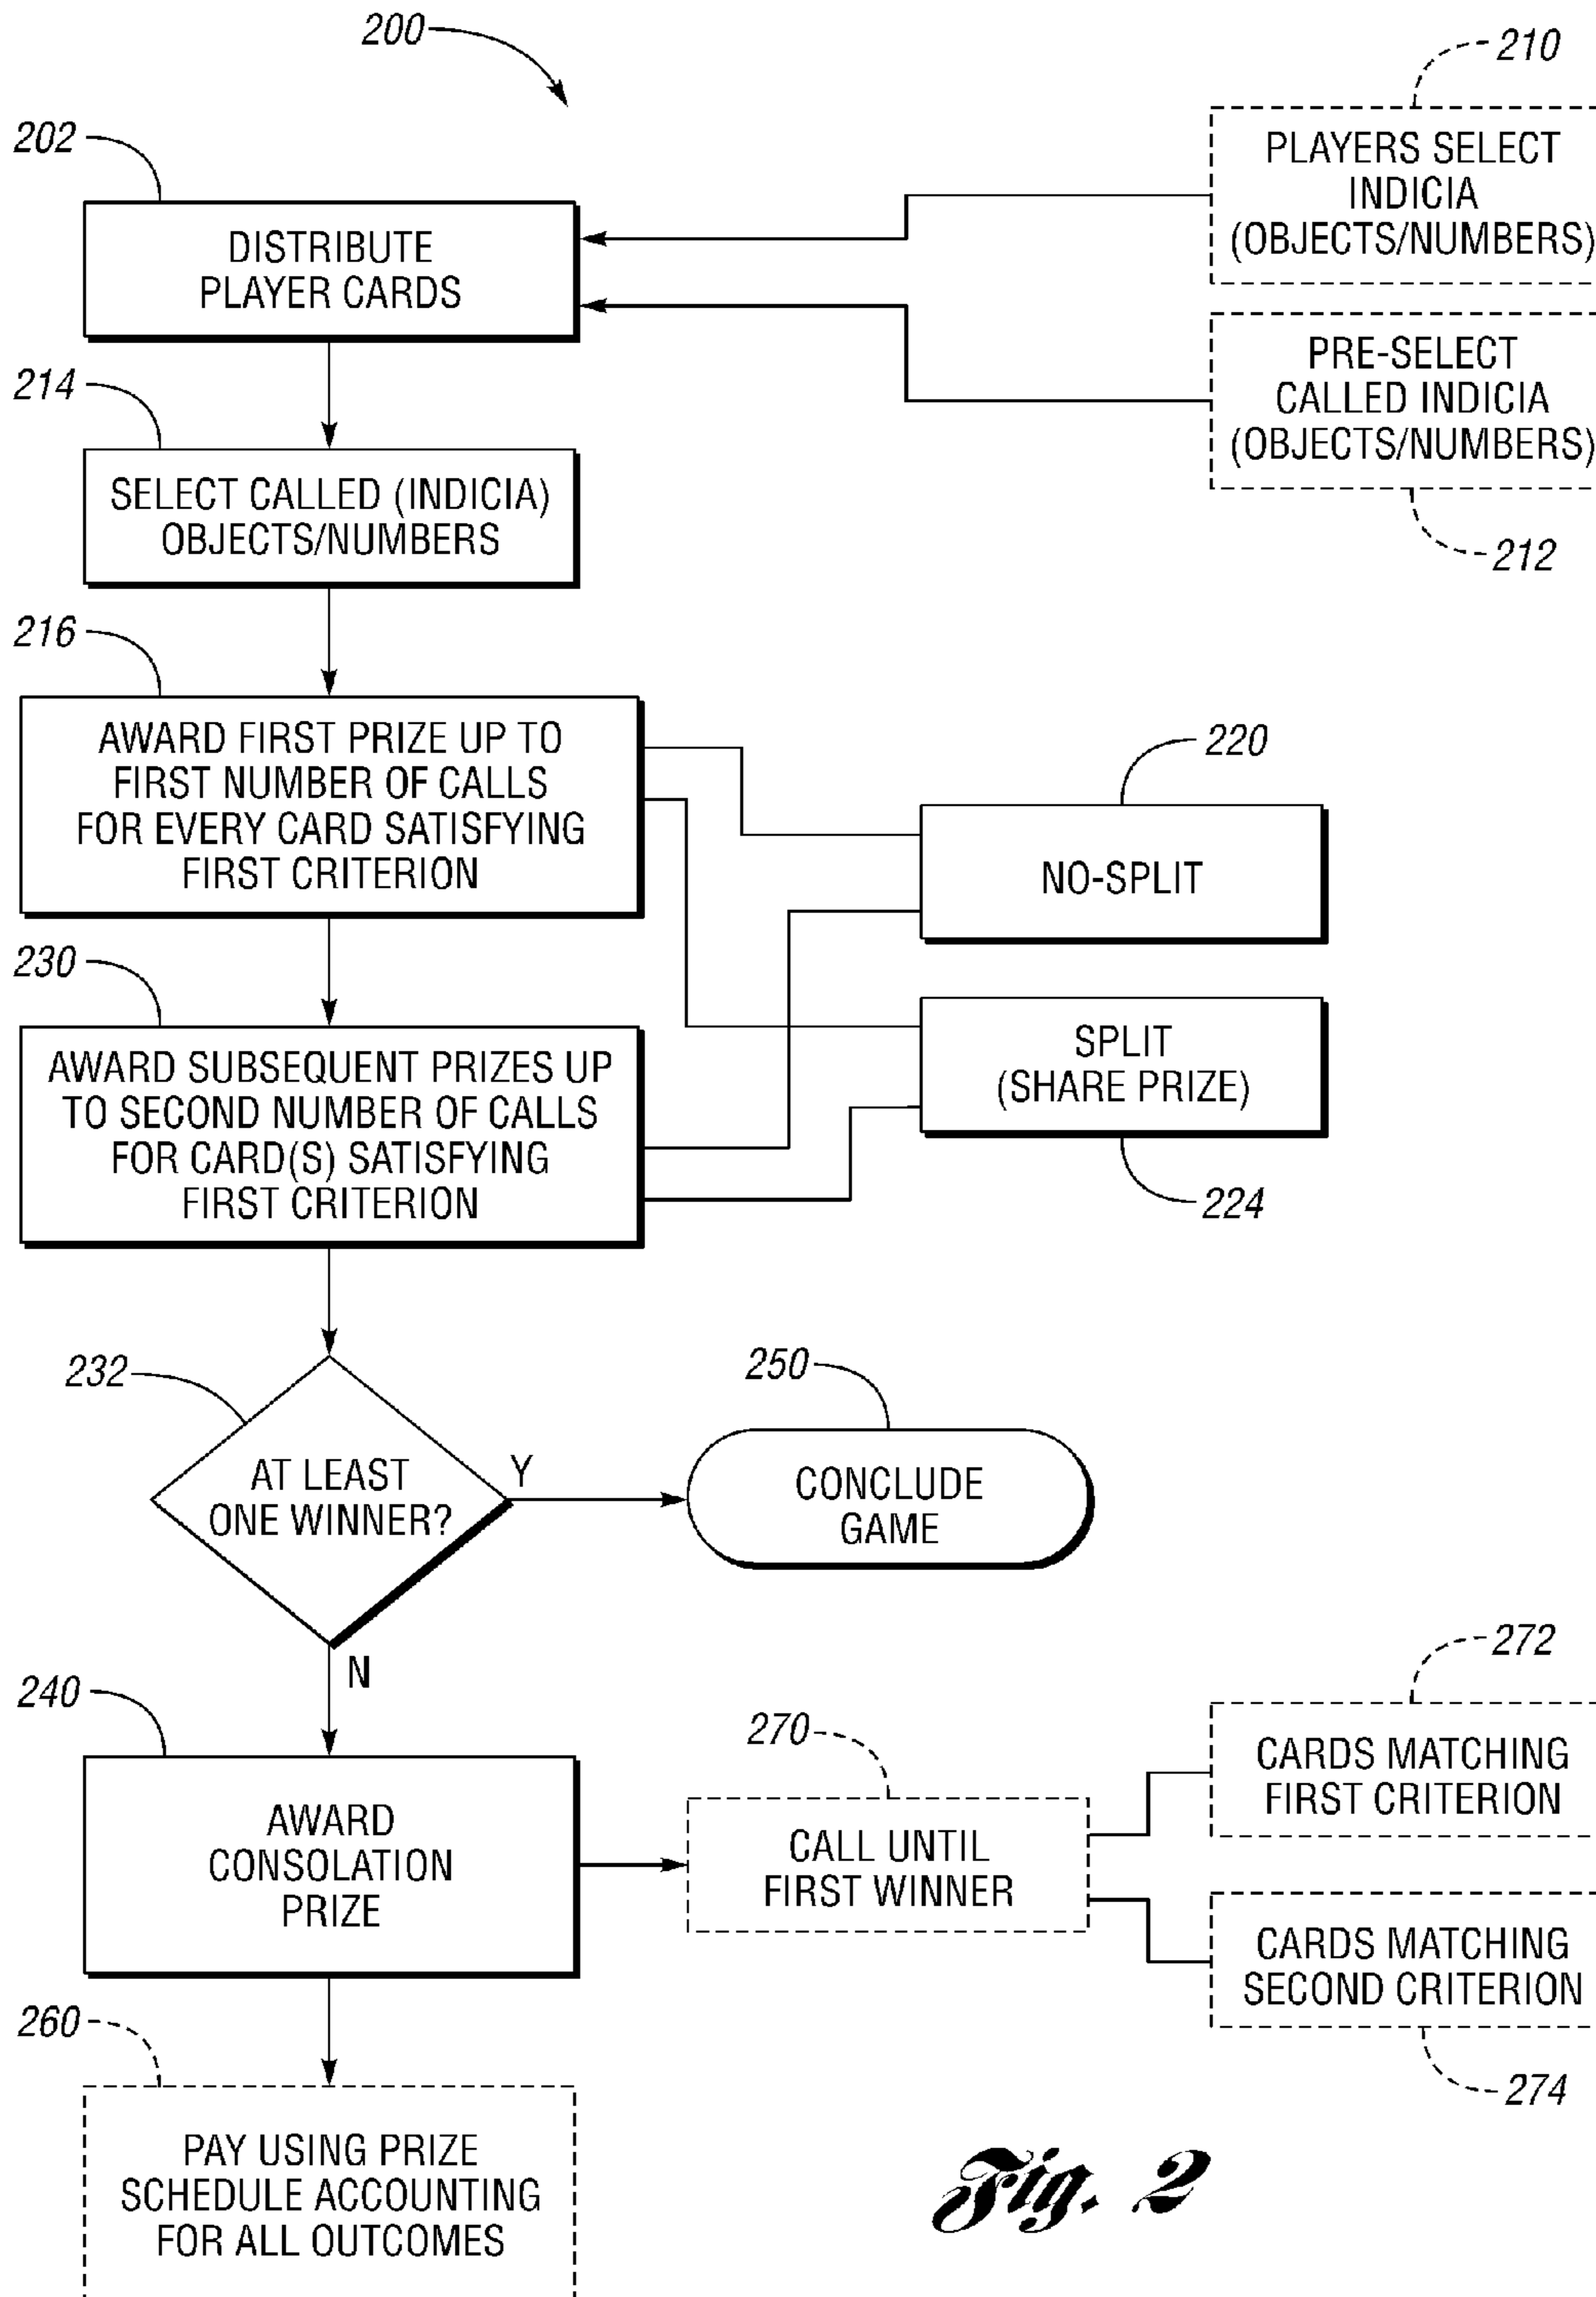 200
210
202
PLAYERS SELECT
INDICIA
(OBJECTS/NUMBERS)
DISTRIBUTE
PLAYER CARDS
PRE-SELECT
CALLED INDICIA
(OBJECTS/NUMBERS)
212
214
SELECT CALLED (INDICIA)
OBJECTS/NUMBERS
216
AWARD FIRST PRIZE UP TO
FIRST NUMBER OF CALLS
FOR EVERY CARD SATISFYING
FIRST CRITERION
220
NO-SPLIT
230
AWARD SUBSEQUENT PRIZES UP
TO SECOND NUMBER OF CALLS
FOR CARD(S) SATISFYING
FIRST CRITERION
SPLIT
(SHARE PRIZE)
224
232
AT LEAST
ONE WINNER?
Y
250
CONCLUDE
GAME
N
240
AWARD
CONSOLATION
PRIZE
270
CALL UNTIL
FIRST WINNER
272
CARDS MATCHING
FIRST CRITERION
CARDS MATCHING
SECOND CRITERION
274
260
PAY USING PRIZE
SCHEDULE ACCOUNTING
FOR ALL OUTCOMES
Fig. 2